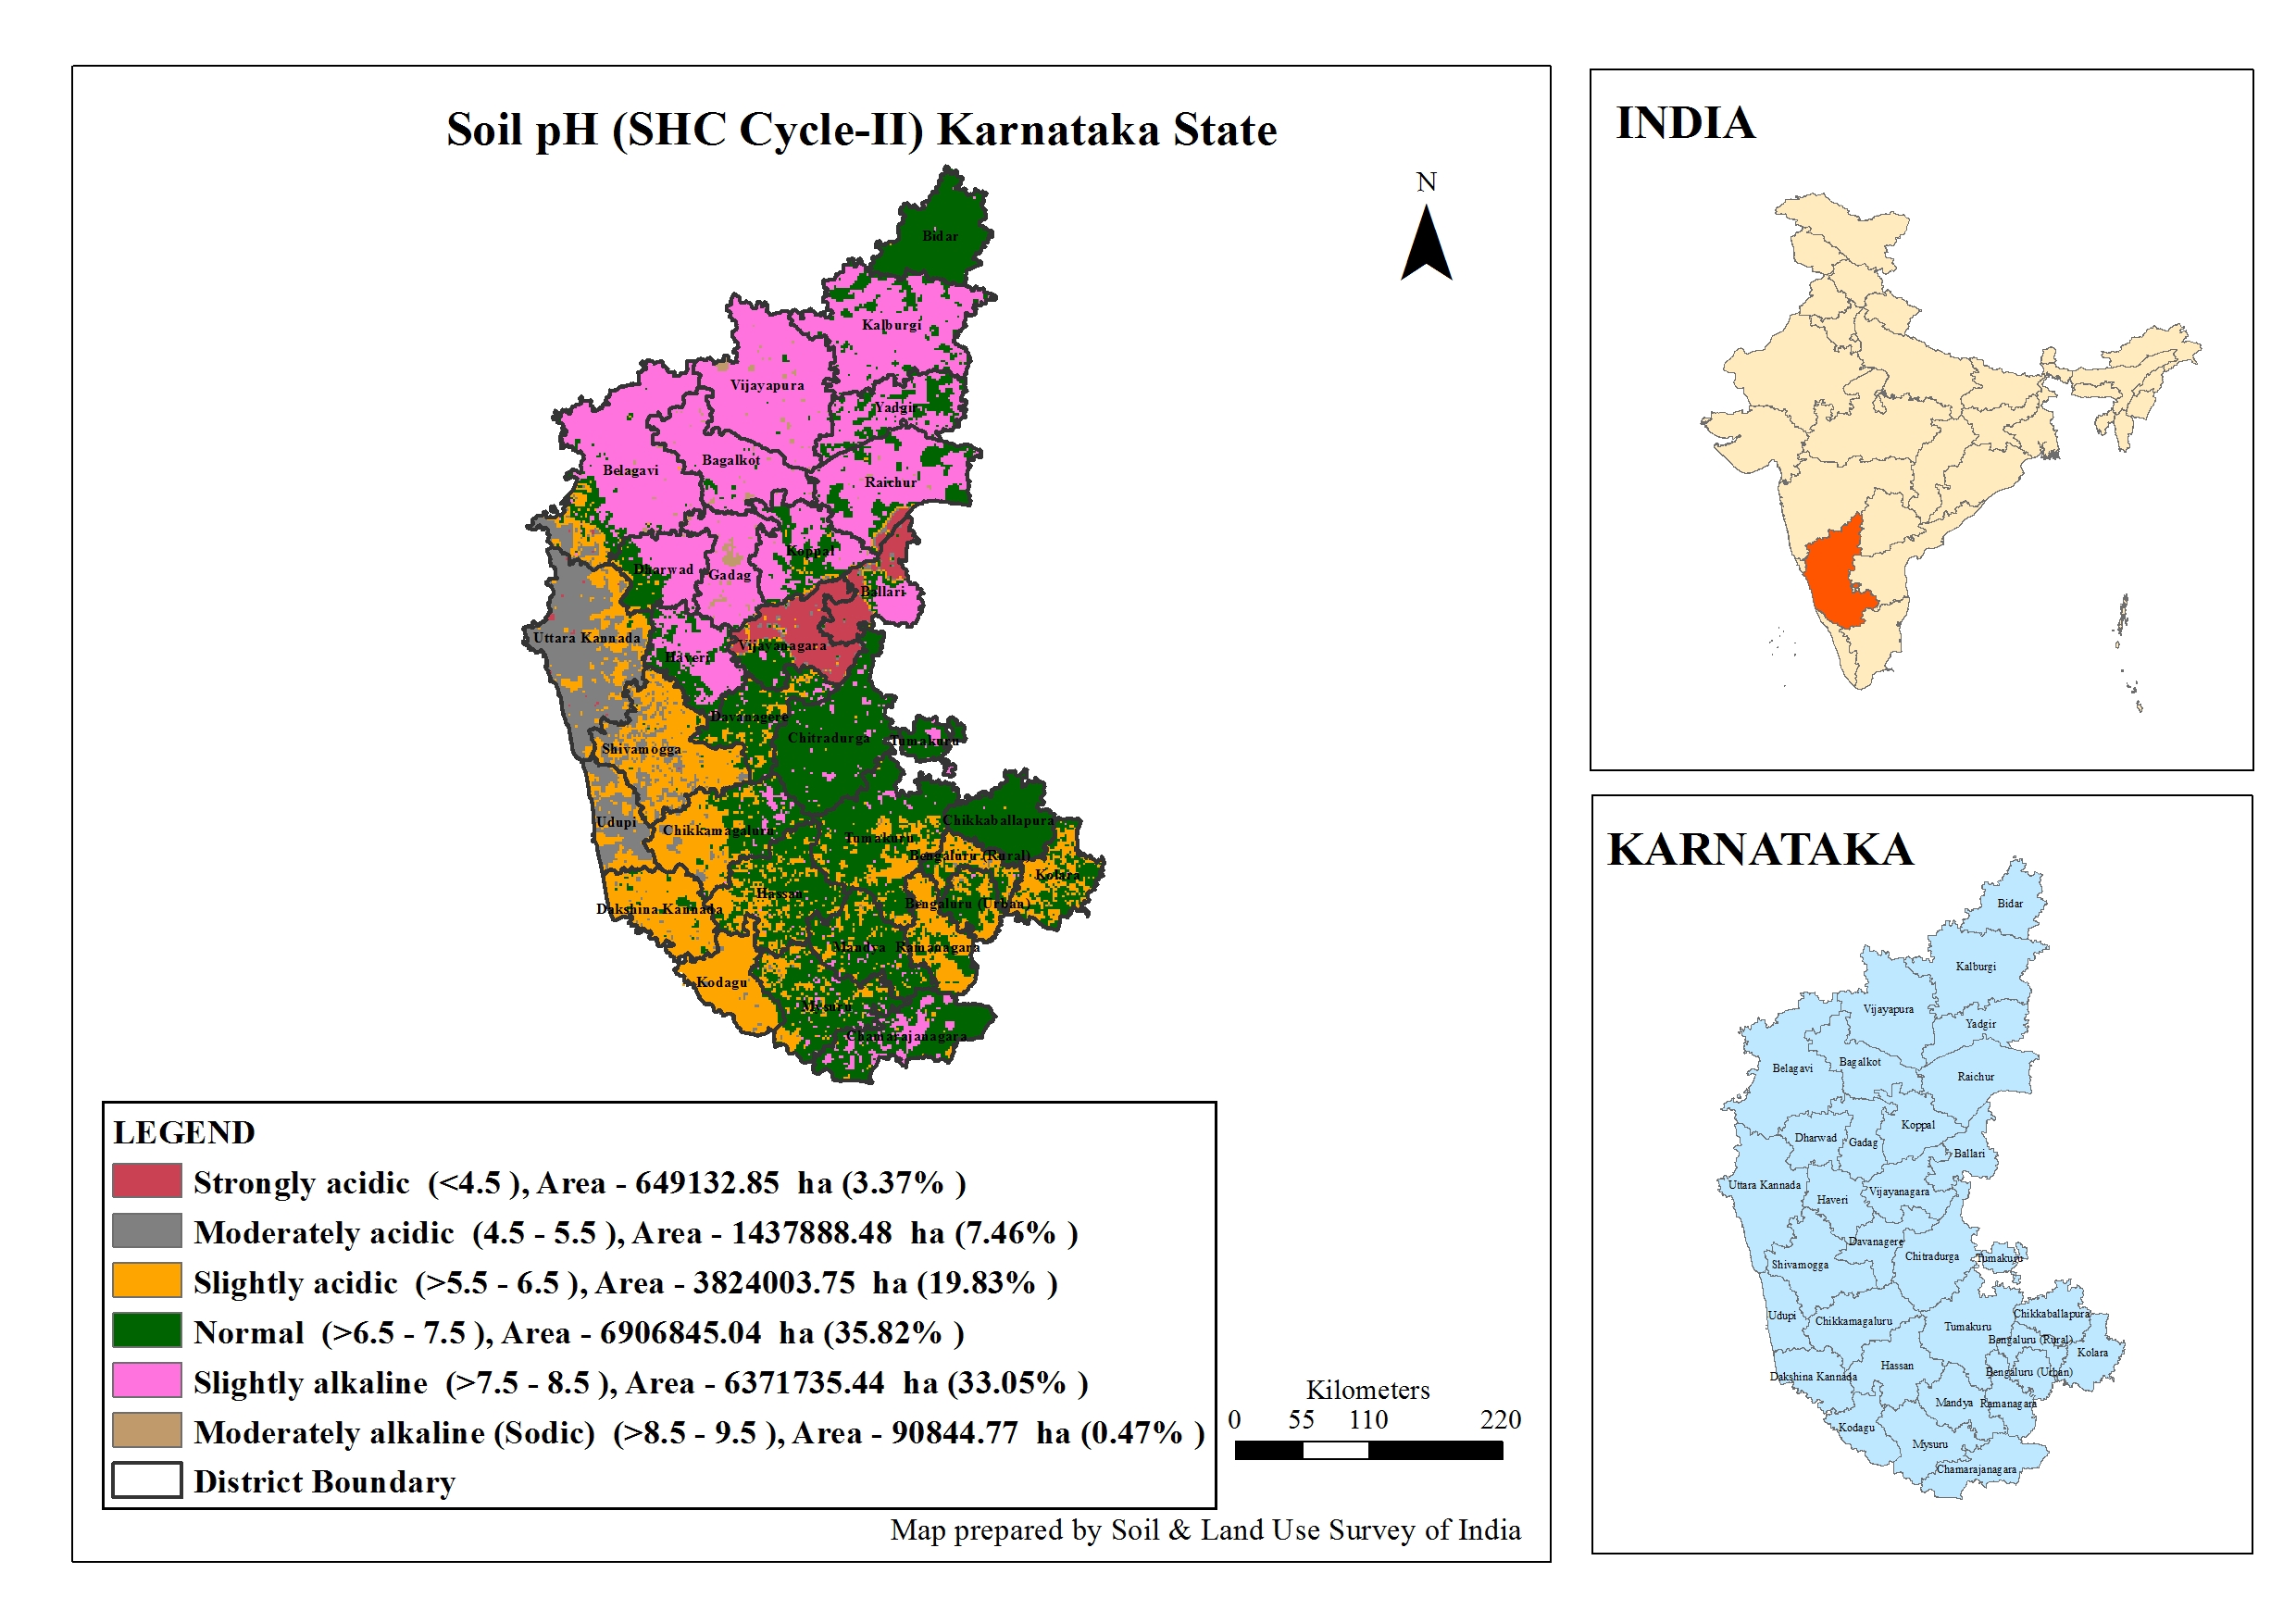 Soil pH (SHC Cycle-II) Karnataka State
N
Bidar
Kalburgi
Vijayapura
Yadgir
Bagalkot
Belagavi
Raichur
Koppal
Dharwad
Gadag
Ballari
Uttara Kannada
Vijayanagara
Haveri
Davanagere
Chitradurga
Tumakuru
Shivamogga
Udupi
Chikkamagaluru
Chikkaballapura
Tumakuru
Bengaluru (Rural)
Kolara
Hassan
Bengaluru (Urban)
Dakshina Kannada
Mandya
Ramanagara
Kodagu
Mysuru
Chamarajanagara
LEGEND
Strongly acidic (<4.5 ), Area - 649132.85 ha (3.37% )
Moderately acidic (4.5 - 5.5 ), Area - 1437888.48 ha (7.46% )
Slightly acidic (>5.5 - 6.5 ), Area - 3824003.75 ha (19.83% )
Normal (>6.5 - 7.5 ), Area - 6906845.04 ha (35.82% )
Slightly alkaline (>7.5 - 8.5 ), Area - 6371735.44 ha (33.05% )
Moderately alkaline (Sodic) (>8.5 - 9.5 ), Area - 90844.77 ha (0.47% )
District Boundary
Kilometers
0 55 110 220
Map prepared by Soil & Land Use Survey of India
INDIA
KARNATAKA
Bidar
Kalburgi
Vijayapura
Yadgir
Bagalkot
Belagavi
Raichur
Koppal
Dharwad
Gadag
Ballari
Uttara Kannada
Vijayanagara
Haveri
Davanagere
Chitradurga
Tumakuru
Shivamogga
Udupi
Chikkaballapura
Chikkamagaluru
Tumakuru
Bengaluru (Rural)
Kolara
Hassan
Bengaluru (Urban)
Dakshina Kannada
Mandya
Ramanagara
Kodagu
Mysuru
Chamarajanagara